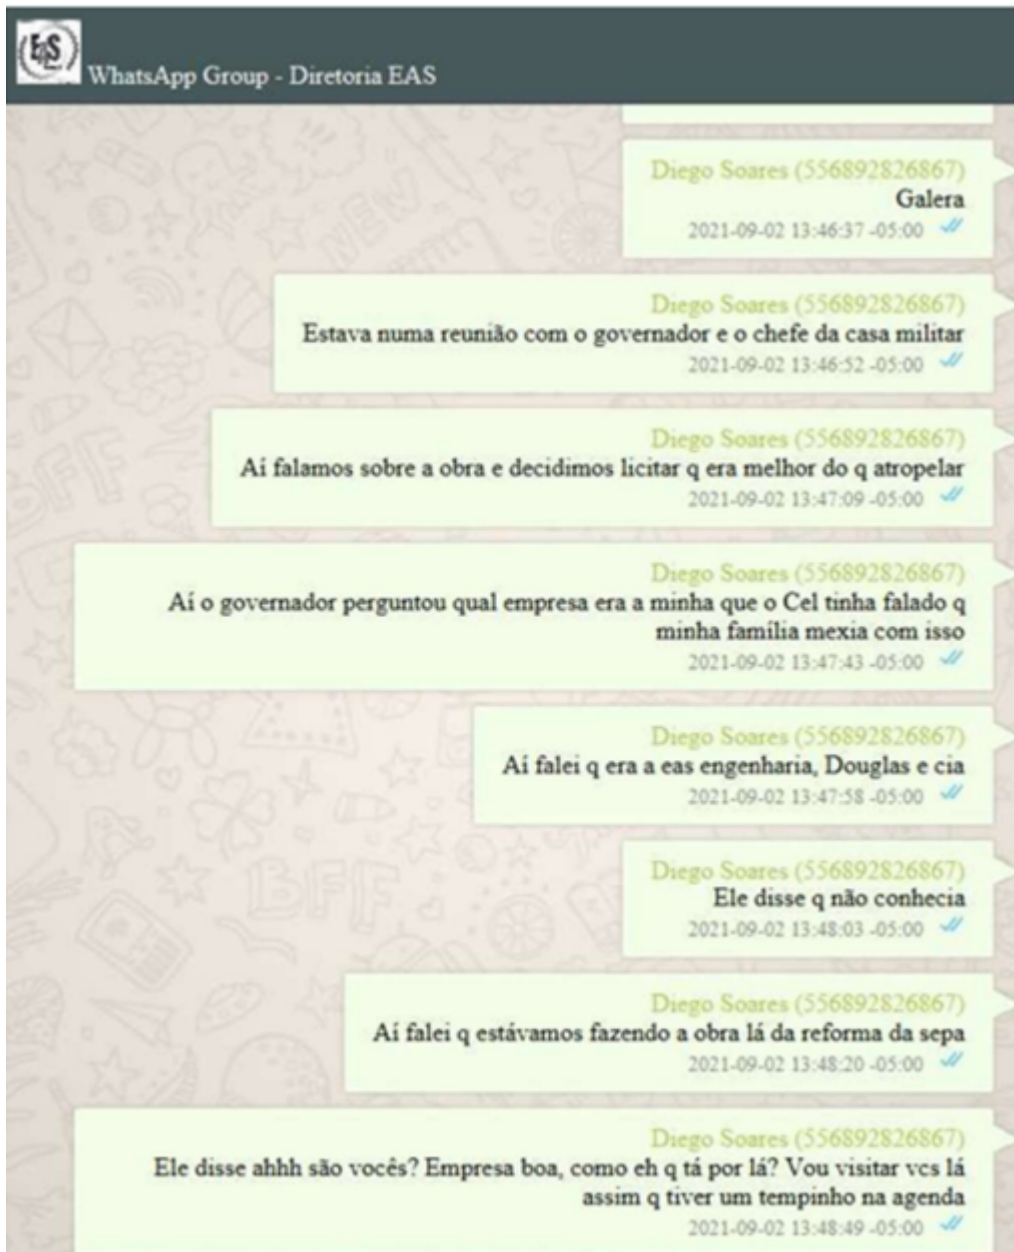 EAS
WhatsApp Group - Diretoria EAS
Diego Soares (556892826867)
Galera
2021-09-02 13:46:37 -05:00
Diego Soares (556892826867)
Estava numa reunião com o governador e o chefe da casa militar
2021-09-02 13:46:52 -05:00
Diego Soares (556892826867)
Aí falamos sobre a obra e decidimos licitar q era melhor do q atropelar
2021-09-02 13:47:09 -05:00
Diego Soares (556892826867)
Aí o governador perguntou qual empresa era a minha que o Cel tinha falado q
minha família mexia com isso
2021-09-02 13:47:43 -05:00
Diego Soares (556892826867)
Aí falei q era a eas engenharia, Douglas e cia
2021-09-02 13:47:58 -05:00
Diego Soares (556892826867)
Ele disse q não conhecia
2021-09-02 13:48:03 -05:00
Diego Soares (556892826867)
Aí falei q estávamos fazendo a obra lá da reforma da sepa
2021-09-02 13:48:20 -05:00
Diego Soares (556892826867)
Ele disse ahhh são vocês? Empresa boa, como eh q tá por lá? Vou visitar vcs lá
assim q tiver um tempinho na agenda
2021-09-02 13:48:49 -05:00
NEW
BFF
BFF